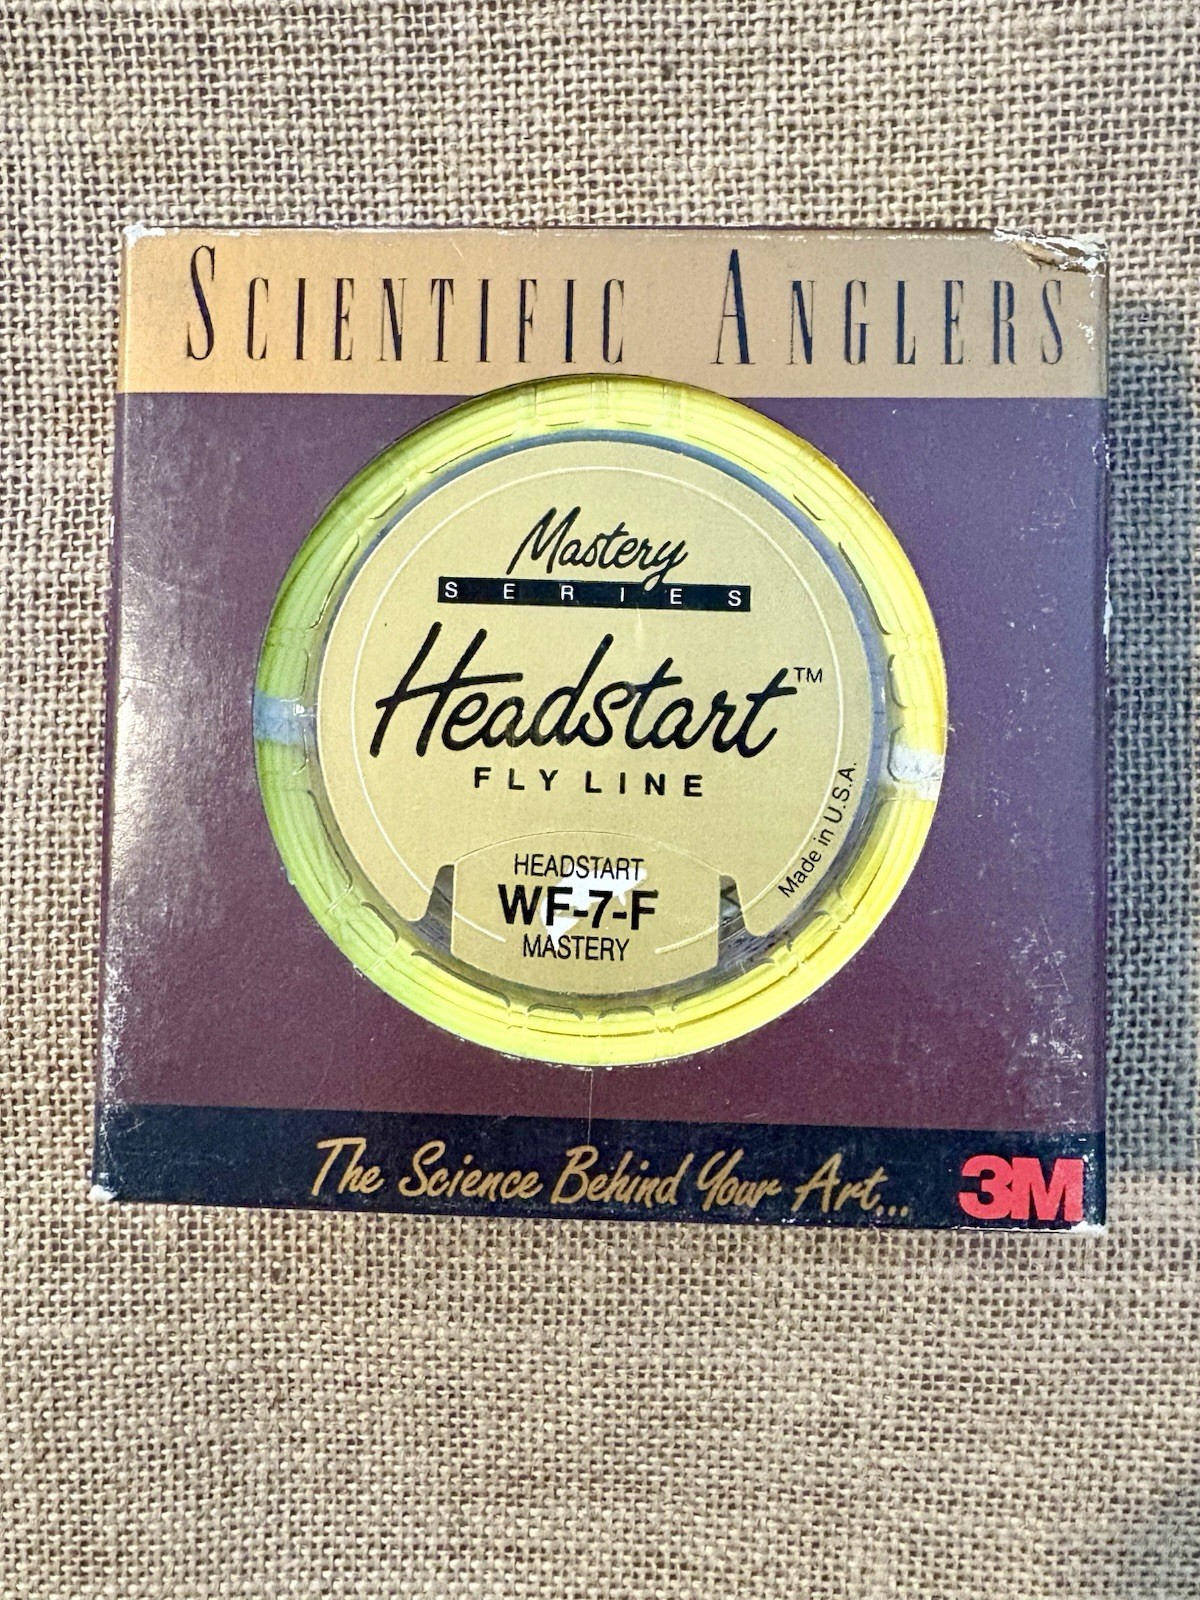 SCIENTIFIC ANGLERS
Mastery
SERIES
Headstart™
FLY LINE
Made in U.S.A.
HEADSTART
WF-7-F
MASTERY
The Science Behind Your Art...
3M